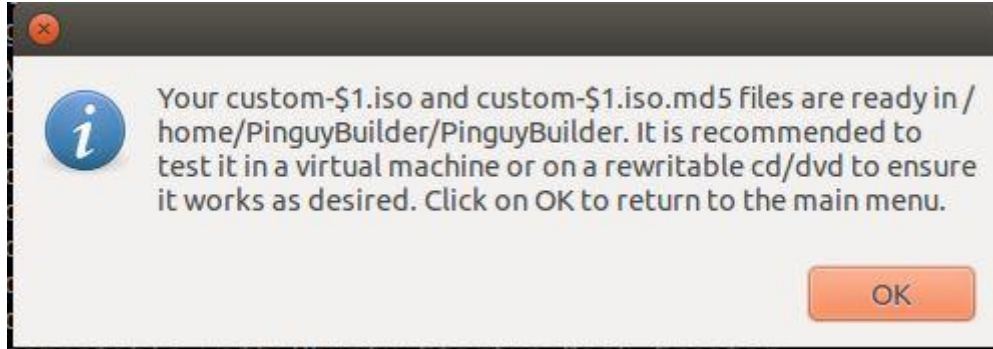 Your custom-$1.iso and custom-$1.iso.md5 files are ready in /
home/PinguyBuilder/PinguyBuilder. It is recommended to
test it in a virtual machine or on a rewritable cd/dvd to ensure
it works as desired. Click on OK to return to the main menu.
OK